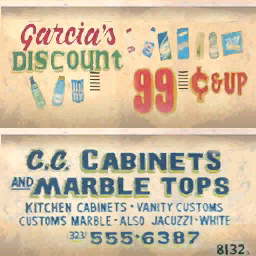 Garcia's
DISCOUNT
99¢&UP
C.C. CABINETS
AND MARBLE TOPS
KITCHEN CABINETS · VANITY CUSTOMS
CUSTOMS MARBLE · ALSO JACUZZI · WHITE
323 555·6387
8132